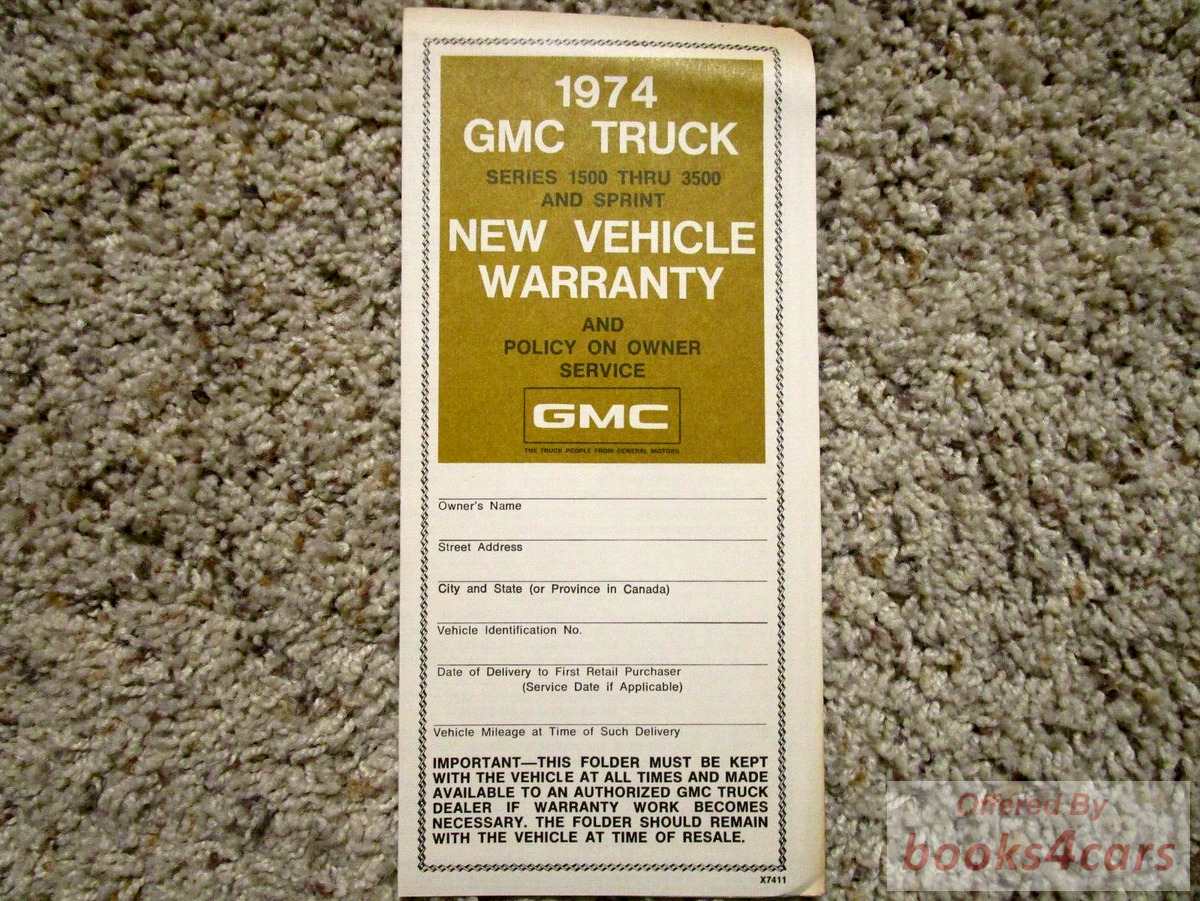 1974
GMC TRUCK
SERIES 1500 THRU 3500
AND SPRINT
NEW VEHICLE
WARRANTY
AND
POLICY ON OWNER
SERVICE
GMC
THE TRUCK PEOPLE FROM GENERAL MOTORS
Owner's Name
Street Address
City and State (or Province in Canada)
Vehicle Identification No.
Date of Delivery to First Retail Purchaser
(Service Date if Applicable)
Vehicle Mileage at Time of Such Delivery
IMPORTANT—THIS FOLDER MUST BE KEPT
WITH THE VEHICLE AT ALL TIMES AND MADE
AVAILABLE TO AN AUTHORIZED GMC TRUCK
DEALER IF WARRANTY WORK BECOMES
NECESSARY. THE FOLDER SHOULD REMAIN
WITH THE VEHICLE AT TIME OF RESALE.
X7411
Offered By
books4cars